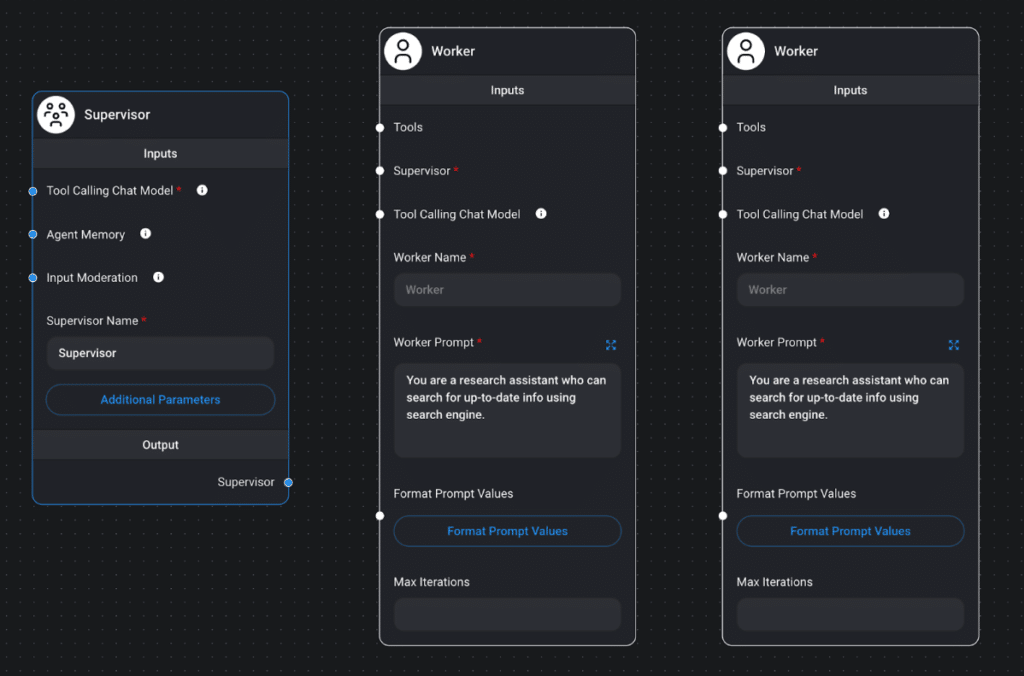 Supervisor
Inputs
Tool Calling Chat Model *
Agent Memory
Input Moderation
Supervisor Name *
Supervisor
Additional Parameters
Output
Supervisor
Worker
Inputs
Tools
Supervisor *
Tool Calling Chat Model
Worker Name *
Worker
Worker Prompt *
You are a research assistant who can
search for up-to-date info using
search engine.
Format Prompt Values
Format Prompt Values
Max Iterations
Worker
Inputs
Tools
Supervisor *
Tool Calling Chat Model
Worker Name *
Worker
Worker Prompt *
You are a research assistant who can
search for up-to-date info using
search engine.
Format Prompt Values
Format Prompt Values
Max Iterations